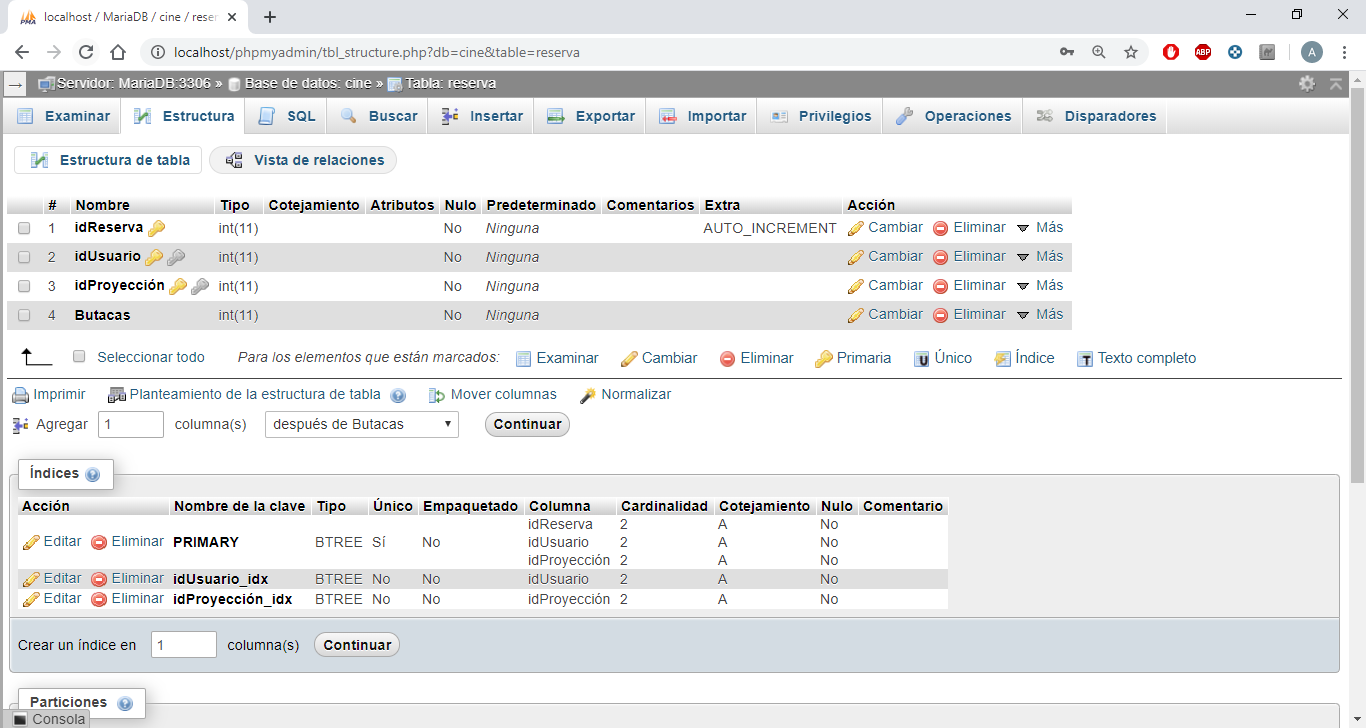 localhost / MariaDB / cine / reser
localhost/phpmyadmin/tbl_structure.php?db=cine&table=reserva
ABP
A
Servidor: MariaDB:3306 » Base de datos: cine » Tabla: reserva
Examinar Estructura SQL Buscar Insertar Exportar Importar Privilegios Operaciones Disparadores
Estructura de tabla Vista de relaciones
# Nombre Tipo Cotejamiento Atributos Nulo Predeterminado Comentarios Extra Acción
1 idReserva int(11) No Ninguna AUTO_INCREMENT Cambiar Eliminar Más
2 idUsuario int(11) No Ninguna Cambiar Eliminar Más
3 idProyección int(11) No Ninguna Cambiar Eliminar Más
4 Butacas int(11) No Ninguna Cambiar Eliminar Más
Seleccionar todo Para los elementos que están marcados: Examinar Cambiar Eliminar Primaria Único Índice Texto completo
Imprimir Planteamiento de la estructura de tabla Mover columnas Normalizar
Agregar 1 columna(s) después de Butacas Continuar
Índices
Acción Nombre de la clave Tipo Único Empaquetado Columna Cardinalidad Cotejamiento Nulo Comentario
idReserva 2 A No
Editar Eliminar PRIMARY BTREE Sí No idUsuario 2 A No
idProyección 2 A No
Editar Eliminar idUsuario_idx BTREE No No idUsuario 2 A No
Editar Eliminar idProyección_idx BTREE No No idProyección 2 A No
Crear un índice en 1 columna(s) Continuar
Particiones
Consola